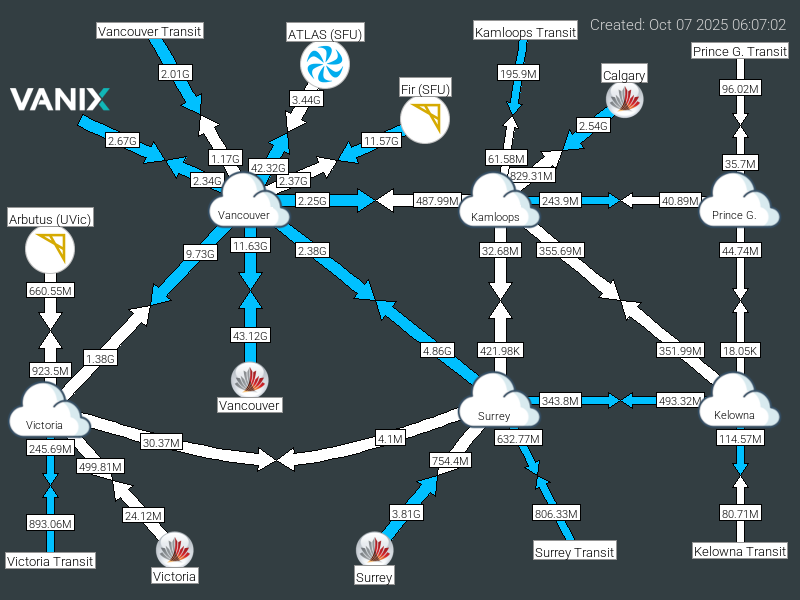 Created: Oct 07 2025 06:07:02
Vancouver Transit
ATLAS (SFU)
Kamloops Transit
Prince G. Transit
2.01G
195.9M
Calgary
3.44G
Fir (SFU)
96.02M
VANIX
2.54G
2.67G
11.57G
1.17G
61.58M
35.7M
42.32G
2.34G
2.37G
829.31M
2.25G
487.99M
243.9M
40.89M
Vancouver
Kamloops
Prince G.
Arbutus (UVic)
9.73G
11.63G
2.38G
32.68M
355.69M
44.74M
660.55M
43.12G
1.38G
4.86G
421.98K
351.99M
18.05K
923.5M
Vancouver
343.8M
493.32M
Victoria
Surrey
Kelowna
30.37M
4.1M
632.77M
114.57M
245.69M
499.81M
754.4M
893.06M
24.12M
3.81G
806.33M
80.71M
Victoria Transit
Victoria
Surrey
Surrey Transit
Kelowna Transit